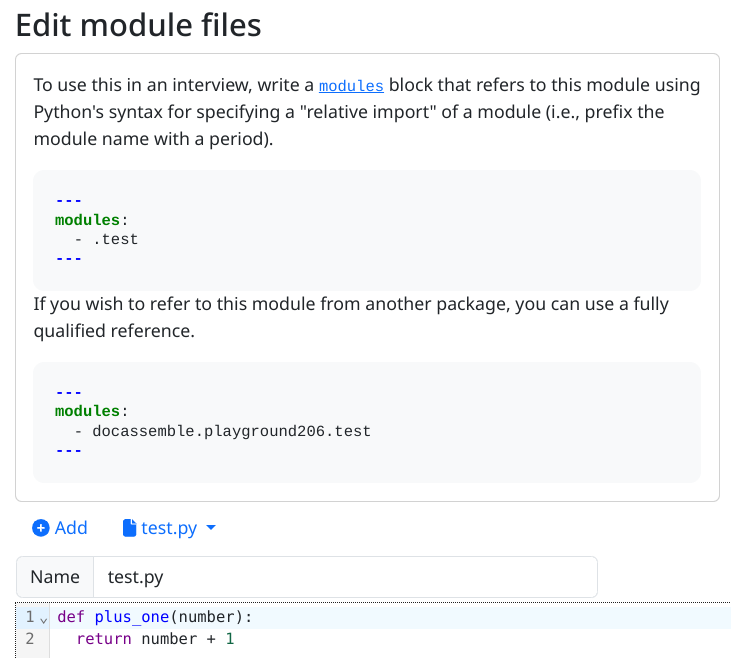 Edit module files
To use this in an interview, write a modules block that refers to this module using
Python's syntax for specifying a "relative import" of a module (i.e., prefix the
module name with a period).
---
modules:
  - .test
---
If you wish to refer to this module from another package, you can use a fully
qualified reference.
---
modules:
  - docassemble.playground206.test
---
Add test.py
Name test.py
1 def plus_one(number):
2   return number + 1